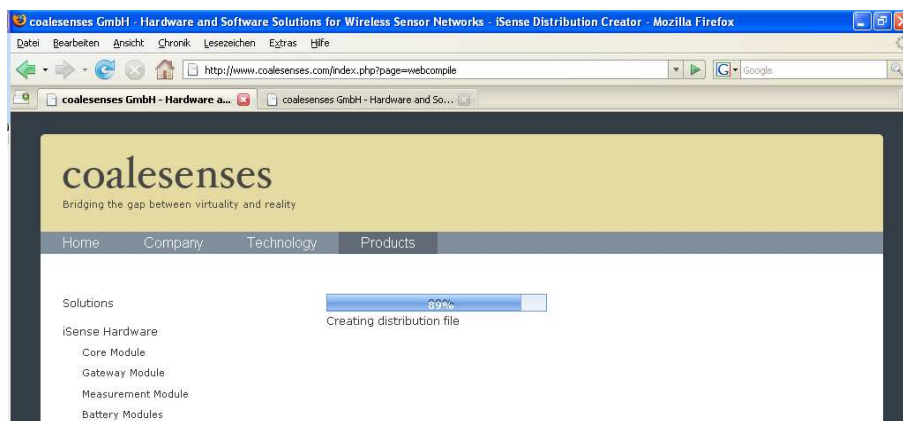 coalesenses GmbH - Hardware and Software Solutions for Wireless Sensor Networks - iSense Distribution Creator - Mozilla Firefox
Datei Bearbeiten Ansicht Chronik Lesezeichen Extras Hilfe
http://www.coalesenses.com/index.php?page=webcompile
Google
coalesenses GmbH - Hardware a... coalesenses GmbH - Hardware and So...
coalesenses
Bridging the gap between virtuality and reality
Home Company Technology Products
Solutions
89%
Creating distribution file
iSense Hardware
Core Module
Gateway Module
Measurement Module
Battery Modules